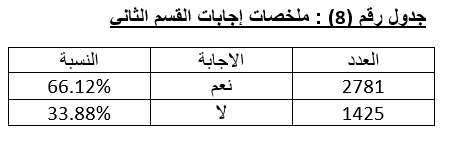 جدول رقم (8) : ملخصات إجابات القسم الثاني
العدد الاجابة النسبة
2781 نعم 66.12%
1425 لا 33.88%